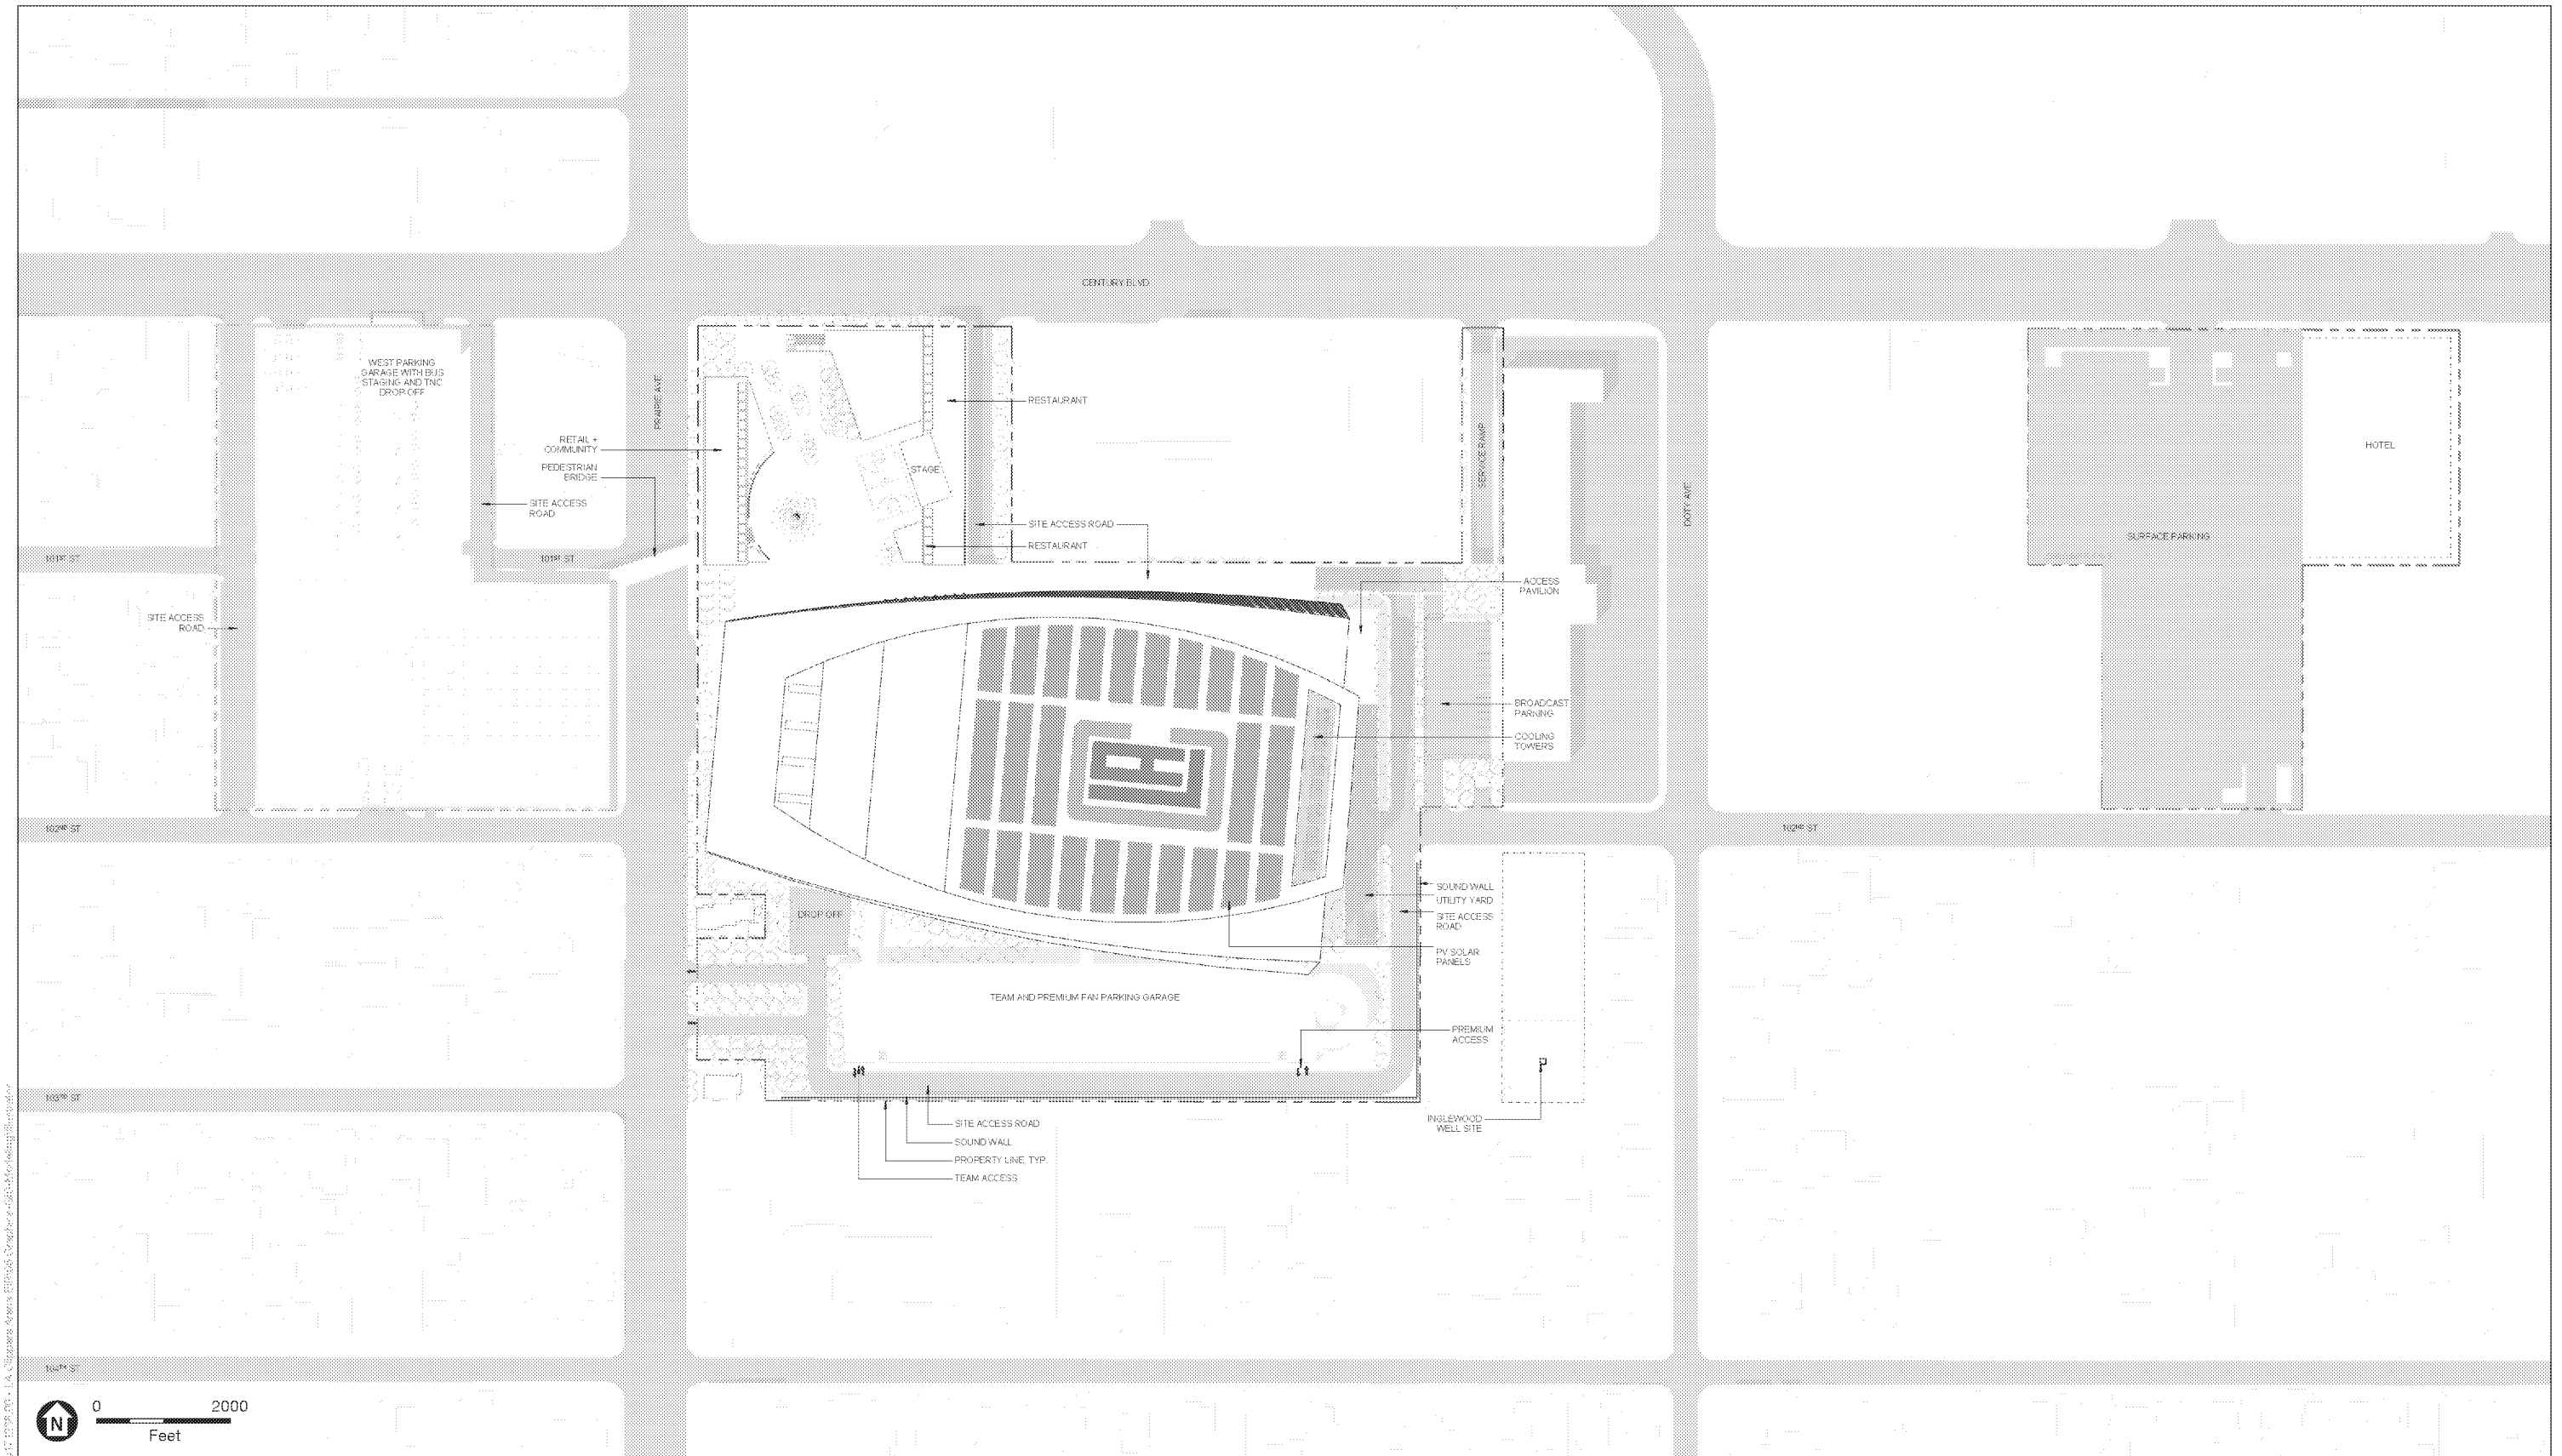 CENTURY BLVD
WEST PARKING
GARAGE WITH BUS
STAGING AND TNC
DROP OFF
PRAIRIE AVE
RESTAURANT
RETAIL +
COMMUNITY
PEDESTRIAN
BRIDGE
STAGE
SERVICE RAMP
HOTEL
SITE ACCESS
ROAD
DOTY AVE
SITE ACCESS ROAD
SURFACE PARKING
RESTAURANT
101ST ST
101ST ST
ACCESS
PAVILION
SITE ACCESS
ROAD
BROADCAST
PARKING
COOLING
TOWERS
102ND ST
102ND ST
SOUND WALL
UTILITY YARD
DROP OFF
SITE ACCESS
ROAD
PV SOLAR
PANELS
TEAM AND PREMIUM FAN PARKING GARAGE
PREMIUM
ACCESS
103RD ST
INGLEWOOD
WELL SITE
SITE ACCESS ROAD
SOUND WALL
PROPERTY LINE, TYP.
TEAM ACCESS
104TH ST
N
0 2000
Feet